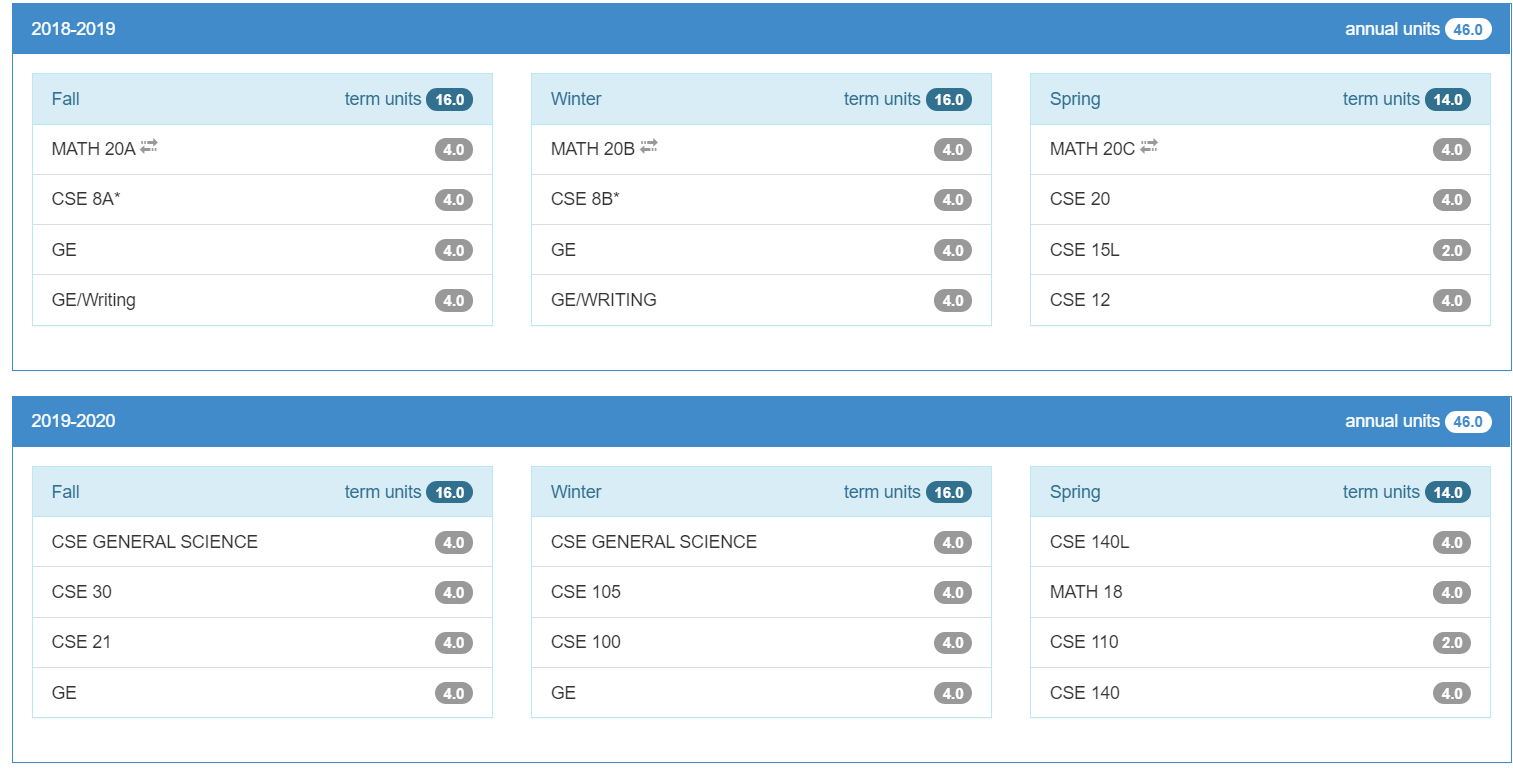 2018-2019 annual units 46.0
Fall term units 16.0
MATH 20A 4.0
CSE 8A* 4.0
GE 4.0
GE/Writing 4.0
Winter term units 16.0
MATH 20B 4.0
CSE 8B* 4.0
GE 4.0
GE/WRITING 4.0
Spring term units 14.0
MATH 20C 4.0
CSE 20 4.0
CSE 15L 2.0
CSE 12 4.0
2019-2020 annual units 46.0
Fall term units 16.0
CSE GENERAL SCIENCE 4.0
CSE 30 4.0
CSE 21 4.0
GE 4.0
Winter term units 16.0
CSE GENERAL SCIENCE 4.0
CSE 105 4.0
CSE 100 4.0
GE 4.0
Spring term units 14.0
CSE 140L 4.0
MATH 18 4.0
CSE 110 2.0
CSE 140 4.0